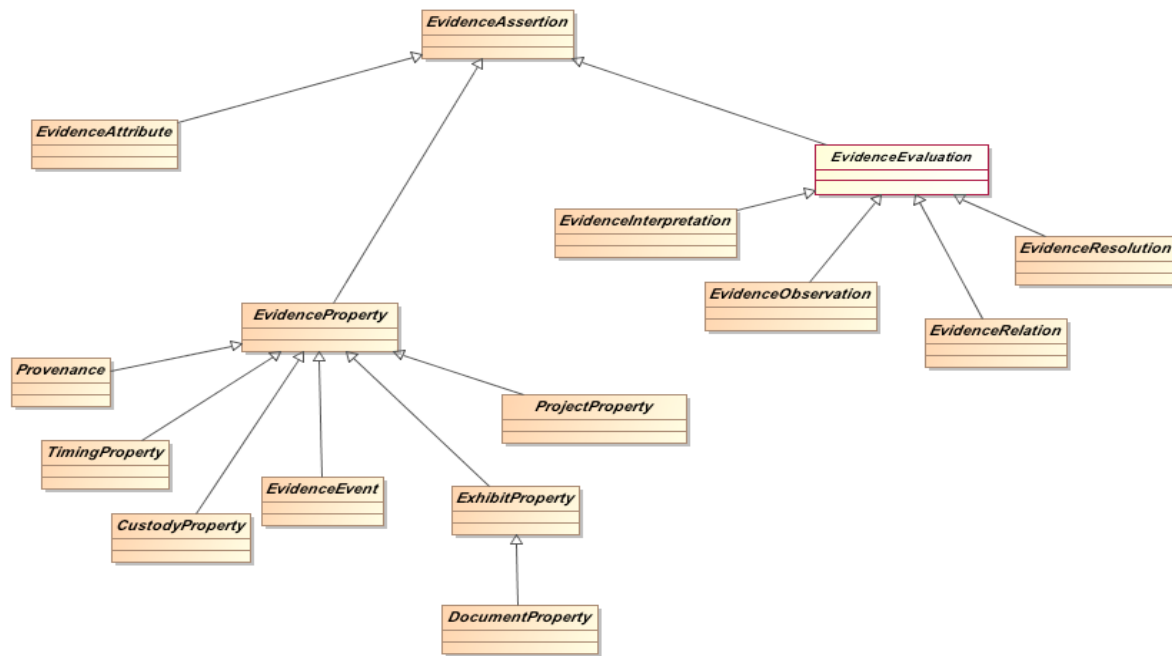 EvidenceAssertion
EvidenceAttribute
EvidenceEvaluation
EvidenceInterpretation
EvidenceResolution
EvidenceObservation
EvidenceRelation
EvidenceProperty
Provenance
ProjectProperty
TimingProperty
EvidenceEvent
ExhibitProperty
CustodyProperty
DocumentProperty